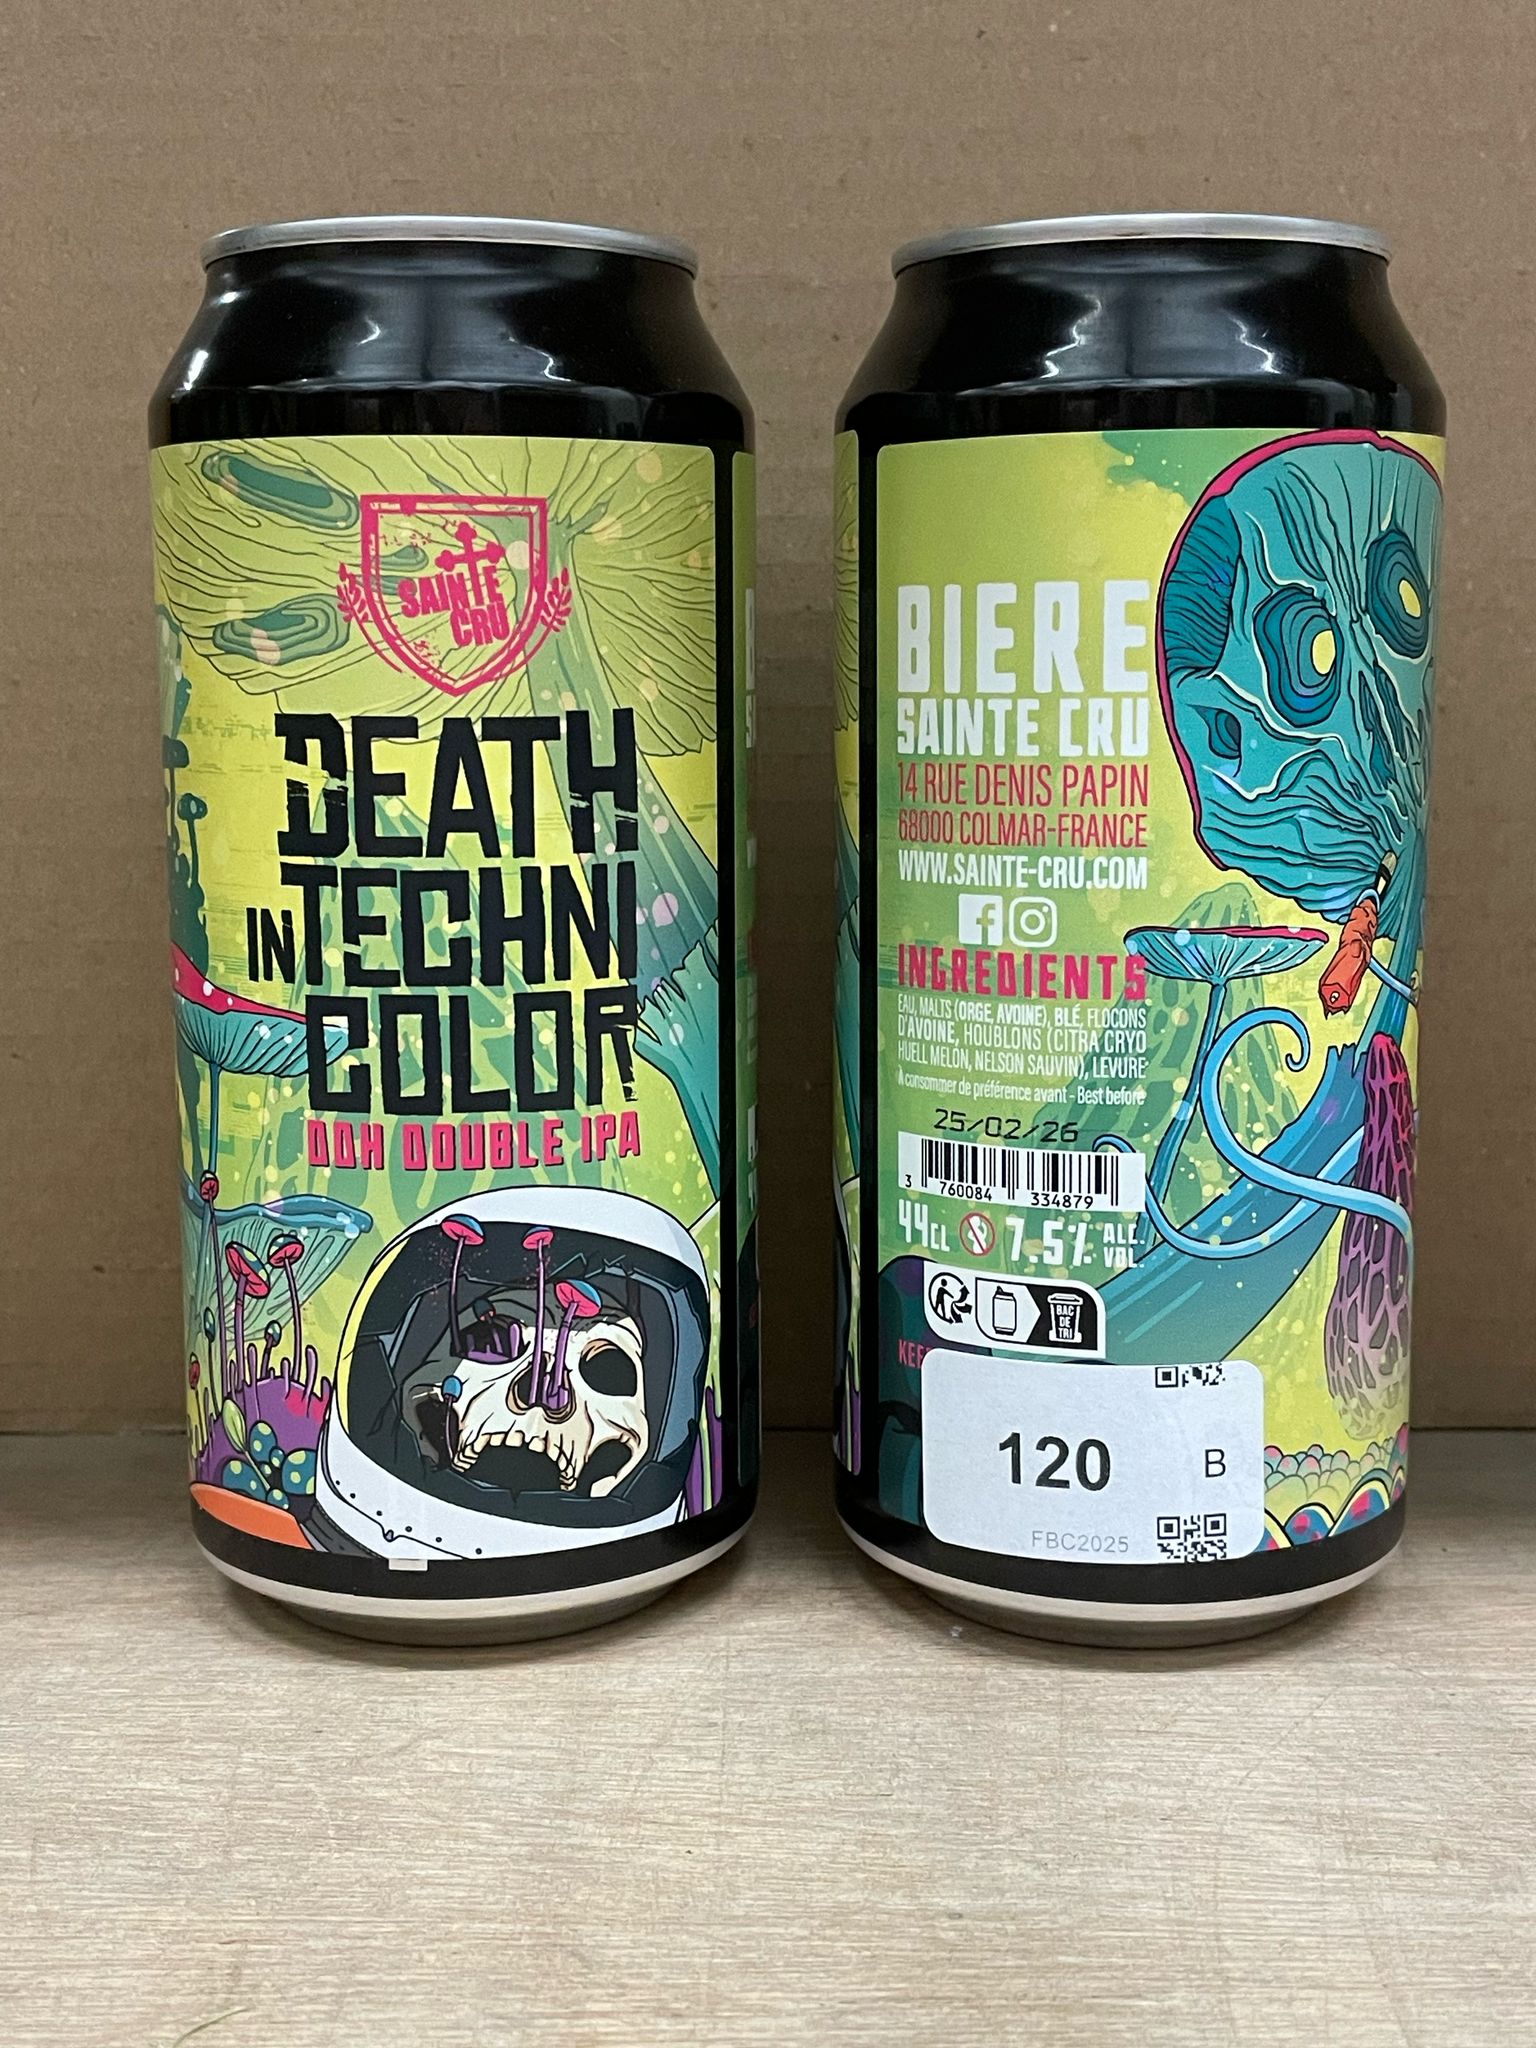 SAINTE
CRU
DEATH
IN TECHNI
COLOR
DDH DOUBLE IPA
BIERE
SAINTE CRU
14 RUE DENIS PAPIN
68000 COLMAR-FRANCE
WWW.SAINTE-CRU.COM
INGREDIENTS
EAU, MALTS (ORGE, AVOINE), BLÉ, FLOCONS
D'AVOINE, HOUBLONS (CITRA CRYO
HUELL MELON, NELSON SAUVIN), LEVURE
À consommer de préférence avant - Best before
25/02/26
3 760084 334879
44CL 7.5% ALC.
VOL.
BAC
DE
TRI
120 B
FBC2025